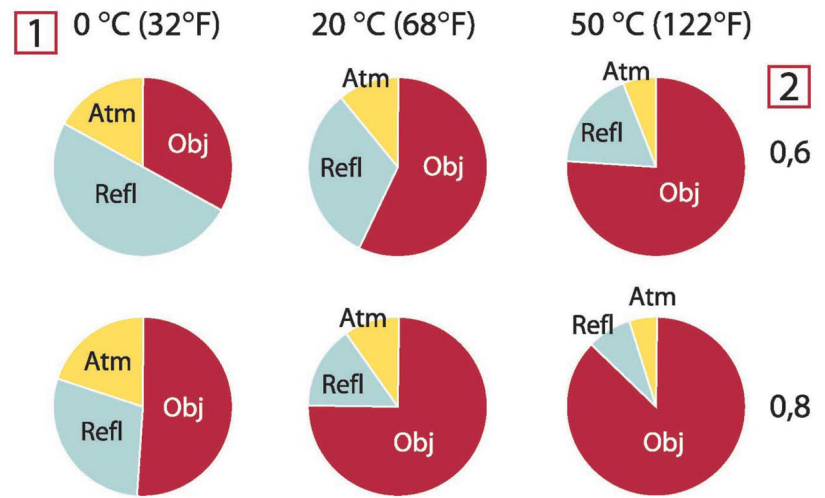 1 0 °C (32°F) 20 °C (68°F) 50 °C (122°F)
2
Atm Obj Refl
Atm Refl Obj
Atm Refl Obj
0,6
Atm Obj Refl
Atm Refl Obj
Atm Refl Obj
0,8